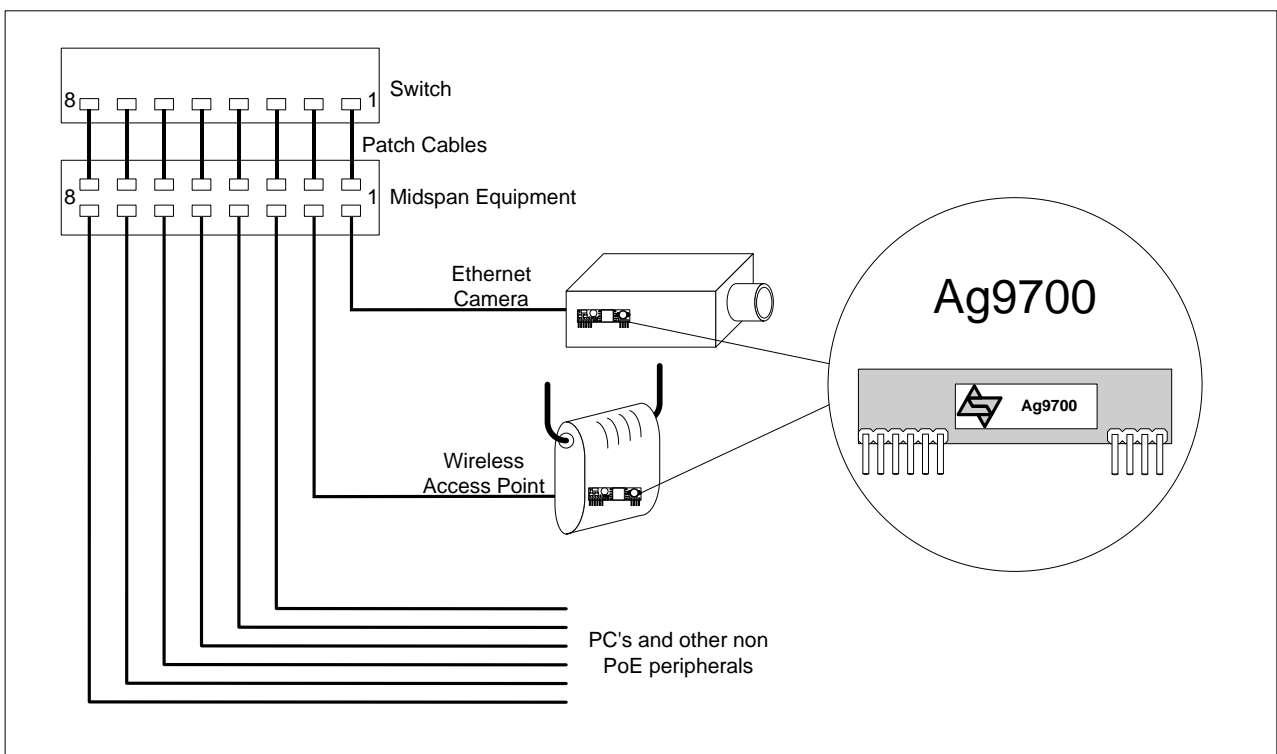 8
1
Switch
Patch Cables
8
1
Midspan Equipment
Ethernet
Camera
Ag9700
Ag9700
Wireless
Access Point
PC's and other non
PoE peripherals